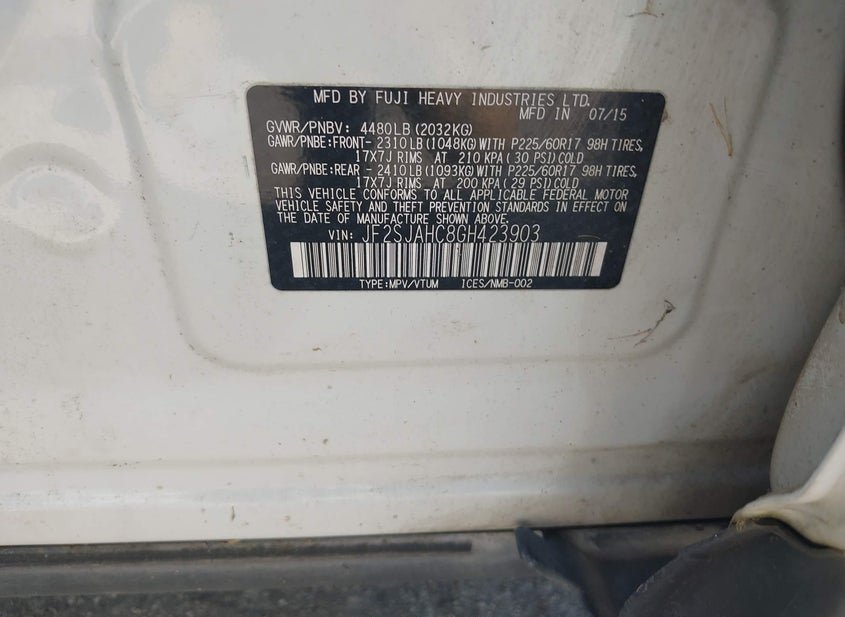 MFD BY FUJI HEAVY INDUSTRIES LTD.
MFD IN 07/15
GVWR/PNBV: 4480LB (2032KG)
GAWR/PNBE:FRONT- 2310LB (1048KG) WITH P225/60R17 98H TIRES,
17X7J RIMS AT 210 KPA (30 PSI) COLD
GAWR/PNBE:REAR - 2410LB (1093KG) WITH P225/60R17 98H TIRES,
17X7J RIMS AT 200 KPA (29 PSI) COLD
THIS VEHICLE CONFORMS TO ALL APPLICABLE FEDERAL MOTOR
VEHICLE SAFETY AND THEFT PREVENTION STANDARDS IN EFFECT ON
THE DATE OF MANUFACTURE SHOWN ABOVE.
VIN: JF2SJAHC8GH423903
TYPE:MPV/VTUM ICES/NMB-002